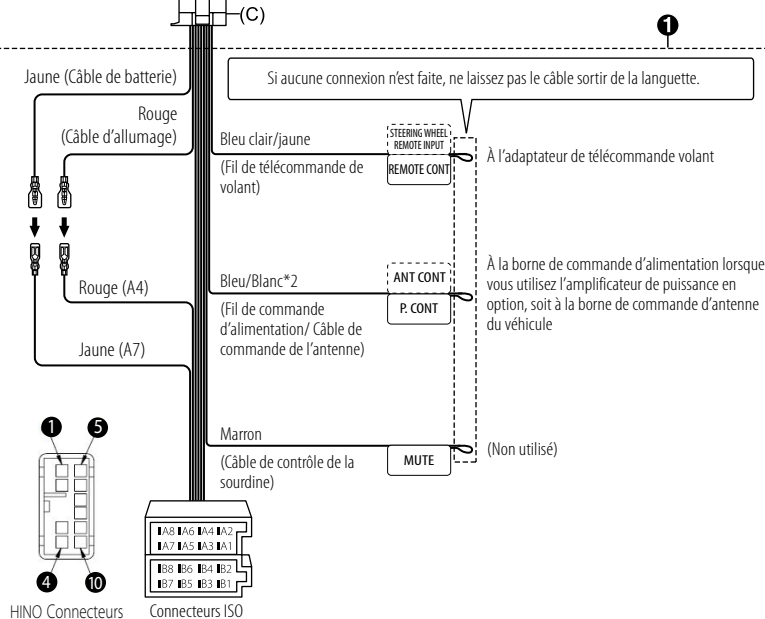 (C)
❶
Jaune (Câble de batterie)
Si aucune connexion n'est faite, ne laissez pas le câble sortir de la languette.
Rouge
(Câble d'allumage)
Bleu clair/jaune
(Fil de télécommande de
volant)
STEERING WHEEL
REMOTE INPUT
REMOTE CONT
À l'adaptateur de télécommande volant
Rouge (A4)
Bleu/Blanc*2
(Fil de commande
d'alimentation/ Câble de
commande de l'antenne)
ANT CONT
P. CONT
À la borne de commande d'alimentation lorsque
vous utilisez l'amplificateur de puissance en
option, soit à la borne de commande d'antenne
du véhicule
Jaune (A7)
Marron
(Câble de contrôle de la
sourdine)
MUTE
(Non utilisé)
❶ ❺
❹ ❿
HINO Connecteurs
A8 A6 A4 A2
A7 A5 A3 A1
B8 B6 B4 B2
B7 B5 B3 B1
Connecteurs ISO